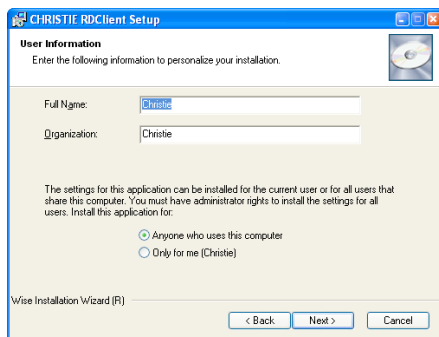 CHRISTIE RDClient Setup
User Information
Enter the following information to personalize your installation.
Full Name:
Christie
Organization:
Christie
The settings for this application can be installed for the current user or for all users that
share this computer. You must have administrator rights to install the settings for all
users. Install this application for:
Anyone who uses this computer
Only for me (Christie)
Wise Installation Wizard (R)
< Back Next > Cancel